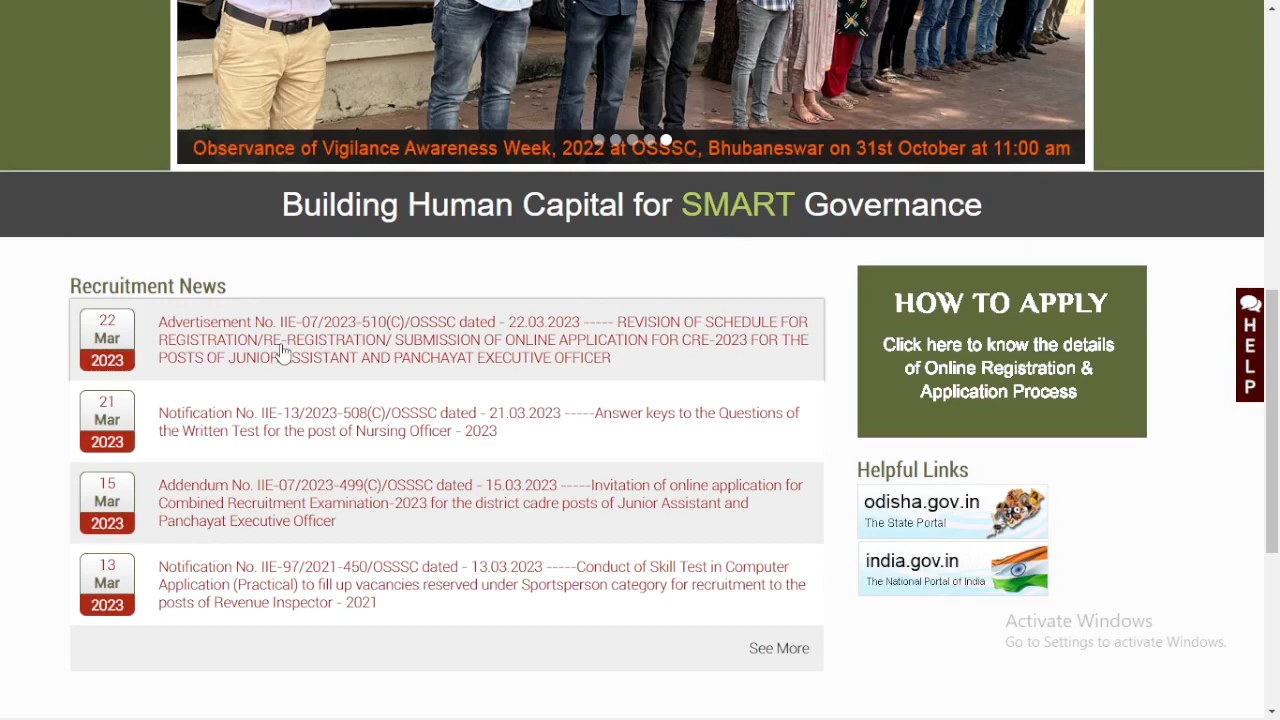 Observance of Vigilance Awareness Week, 2022 at OSSSC, Bhubaneswar on 31st October at 11:00 am
Building Human Capital for SMART Governance
Recruitment News
22
Mar
2023
Advertisement No. IIE-07/2023-510(C)/OSSSC dated - 22.03.2023 ----- REVISION OF SCHEDULE FOR
REGISTRATION/RE-REGISTRATION/ SUBMISSION OF ONLINE APPLICATION FOR CRE-2023 FOR THE
POSTS OF JUNIOR ASSISTANT AND PANCHAYAT EXECUTIVE OFFICER
21
Mar
2023
Notification No. IIE-13/2023-508(C)/OSSSC dated - 21.03.2023 -----Answer keys to the Questions of
the Written Test for the post of Nursing Officer - 2023
15
Mar
2023
Addendum No. IIE-07/2023-499(C)/OSSSC dated - 15.03.2023 -----Invitation of online application for
Combined Recruitment Examination-2023 for the district cadre posts of Junior Assistant and
Panchayat Executive Officer
13
Mar
2023
Notification No. IIE-97/2021-450/OSSSC dated - 13.03.2023 -----Conduct of Skill Test in Computer
Application (Practical) to fill up vacancies reserved under Sportsperson category for recruitment to the
posts of Revenue Inspector - 2021
See More
HOW TO APPLY
Click here to know the details
of Online Registration &
Application Process
Helpful Links
odisha.gov.in
The State Portal
india.gov.in
The National Portal of India
HELP
Activate Windows
Go to Settings to activate Windows.